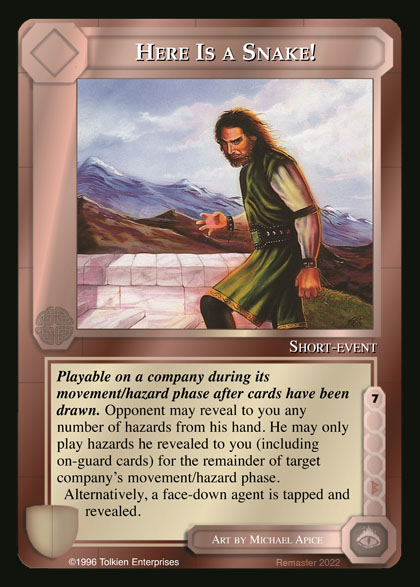 HERE IS A SNAKE!
SHORT-EVENT
Playable on a company during its
movement/hazard phase after cards have been
drawn. Opponent may reveal to you any
number of hazards from his hand. He may only
play hazards he revealed to you (including
on-guard cards) for the remainder of target
company's movement/hazard phase.
Alternatively, a face-down agent is tapped and
revealed.
7
ART BY MICHAEL APICE
©1996 Tolkien Enterprises
Remaster 2022